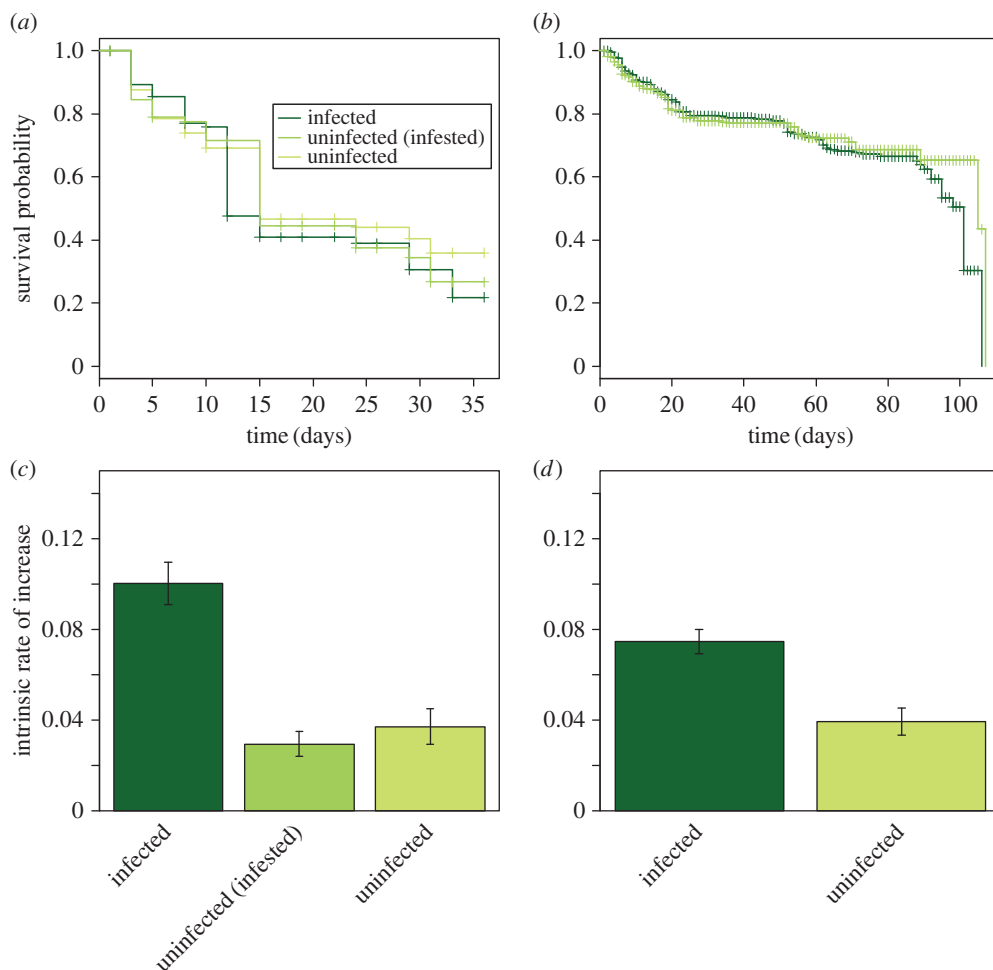 (a)
survival probability
1.0
0.8
0.6
0.4
0.2
0
infected
uninfected (infested)
uninfected
0 5 10 15 20 25 30 35
time (days)
(b)
1.0
0.8
0.6
0.4
0.2
0
0 20 40 60 80 100
time (days)
(c)
intrinsic rate of increase
0.12
0.08
0.04
0
infected
uninfected (infested)
uninfected
(d)
0.12
0.08
0.04
0
infected
uninfected